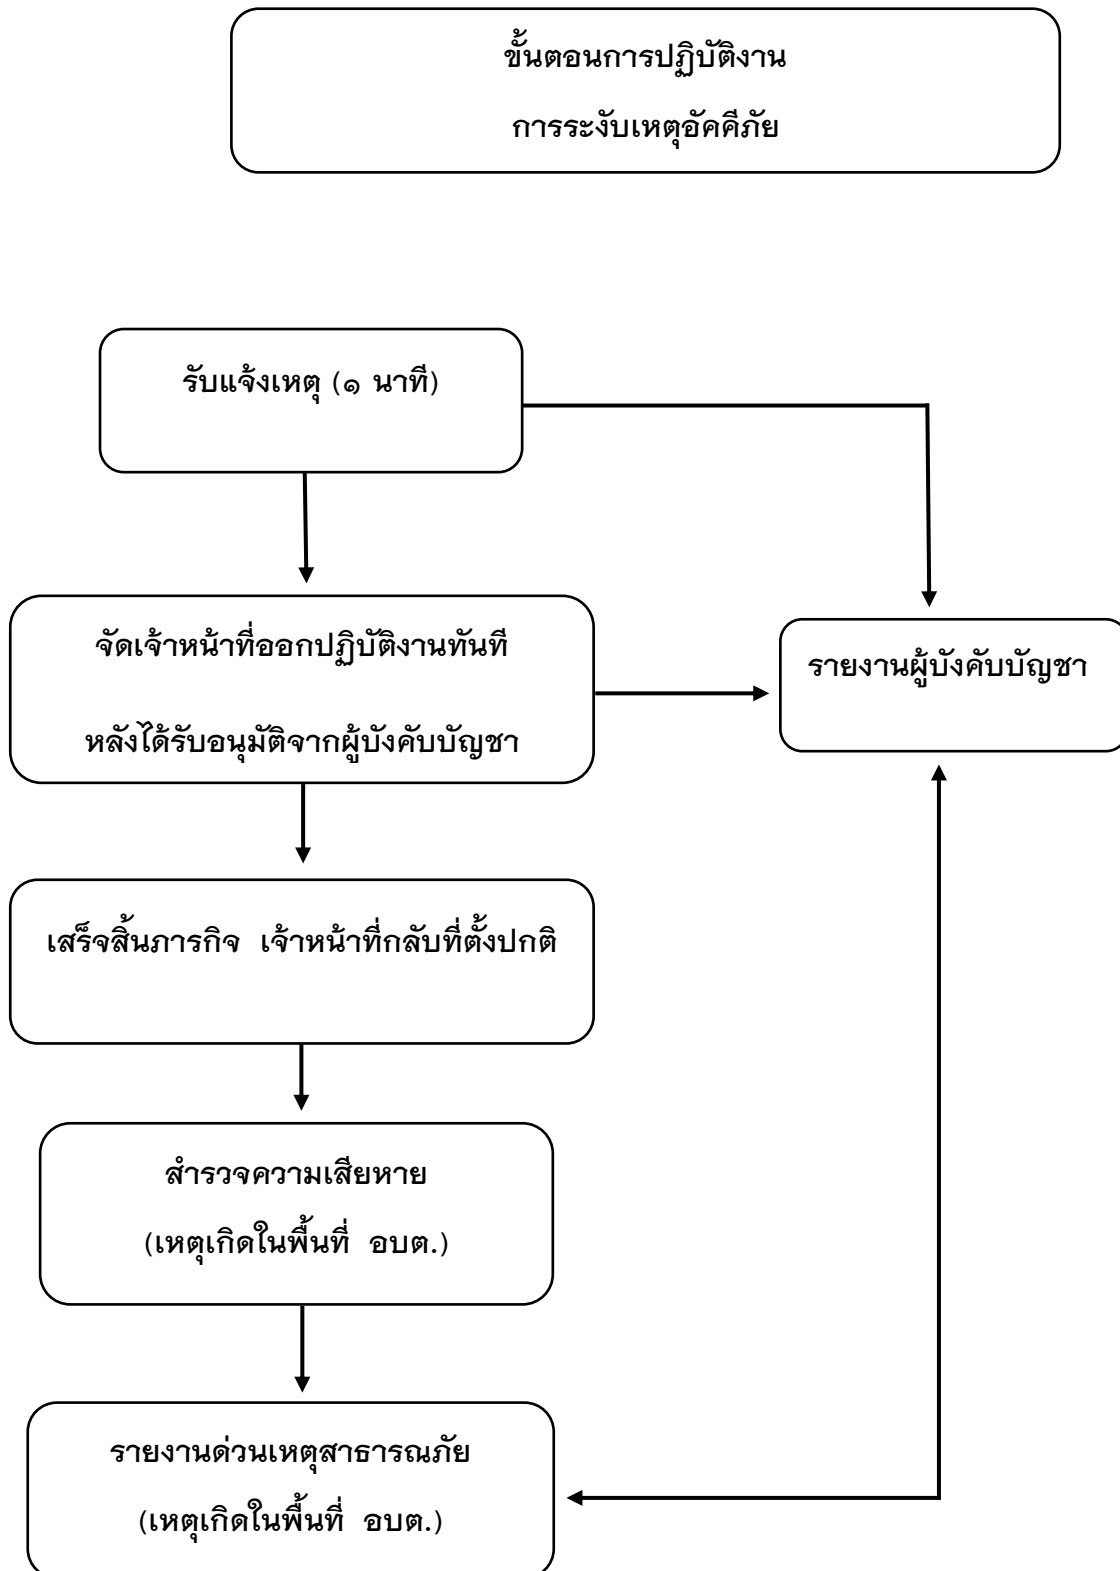 ขั้นตอนการปฏิบัติงาน
การระงับเหตุอัคคีภัย
รับแจ้งเหตุ (๑ นาที)
จัดเจ้าหน้าที่ออกปฏิบัติงานทันที
หลังได้รับอนุมัติจากผู้บังคับบัญชา
รายงานผู้บังคับบัญชา
เสร็จสิ้นภารกิจ เจ้าหน้าที่กลับที่ตั้งปกติ
สำรวจความเสียหาย
(เหตุเกิดในพื้นที่ อบต.)
รายงานด่วนเหตุสาธารณภัย
(เหตุเกิดในพื้นที่ อบต.)